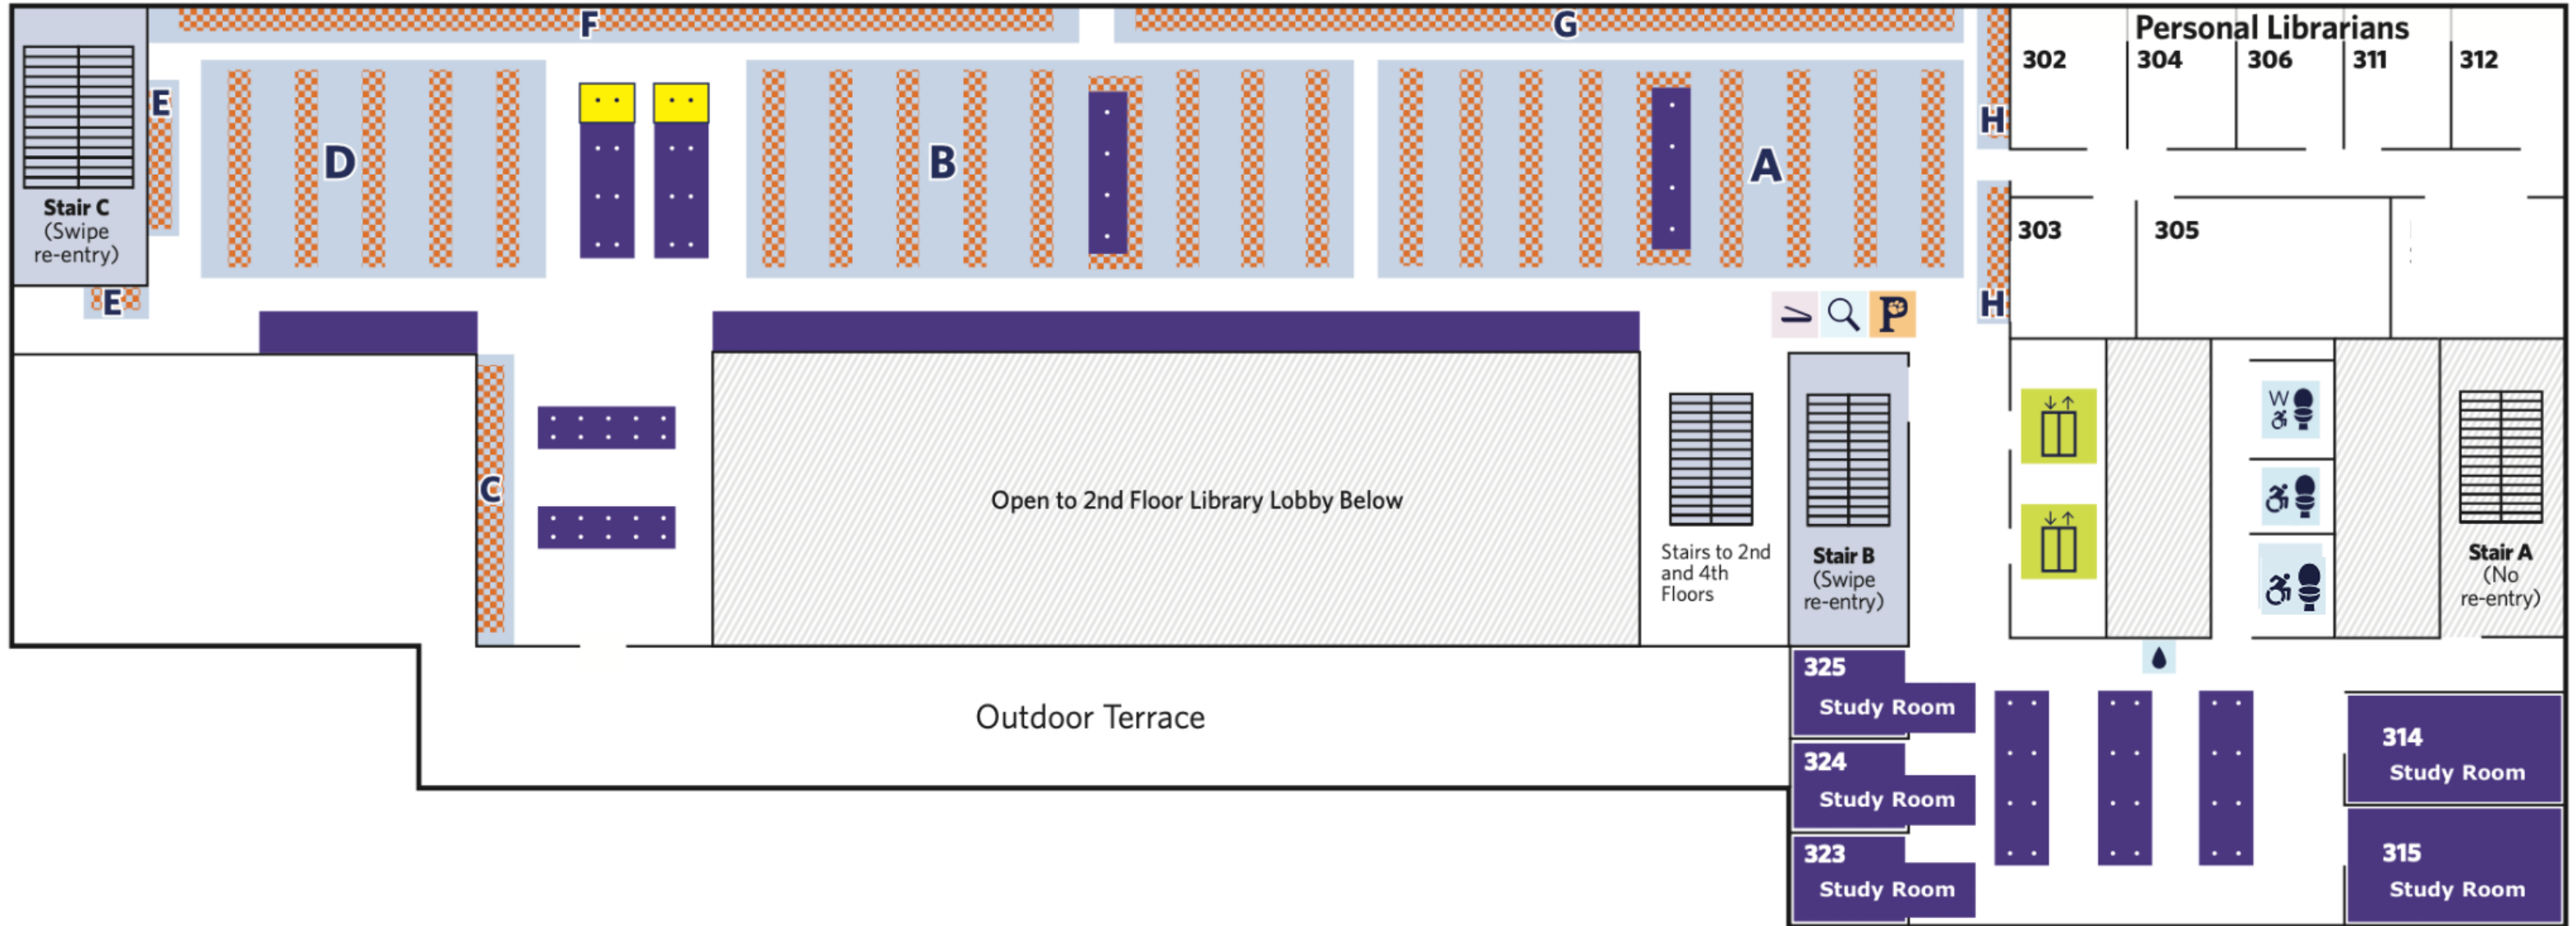 F
G
Personal Librarians
302
304
306
311
312
E
H
D
B
A
Stair C
(Swipe
re-entry)
303
305
E
H
P
W
C
Open to 2nd Floor Library Lobby Below
Stairs to 2nd
and 4th
Floors
Stair B
(Swipe
re-entry)
Stair A
(No
re-entry)
325
Study Room
Outdoor Terrace
314
Study Room
324
Study Room
323
Study Room
315
Study Room